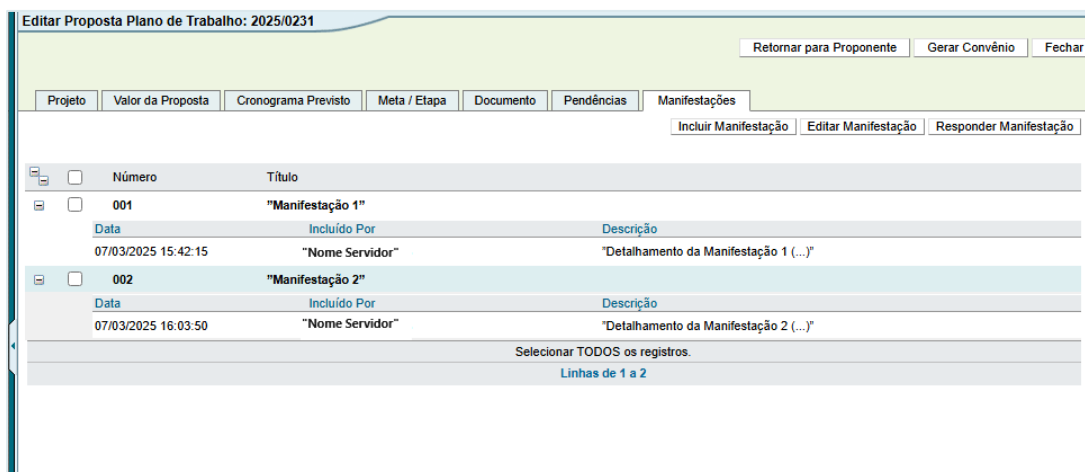 Editar Proposta Plano de Trabalho: 2025/0231
Retornar para Proponente Gerar Convênio Fechar
Projeto Valor da Proposta Cronograma Previsto Meta / Etapa Documento Pendências Manifestações
Incluir Manifestação Editar Manifestação Responder Manifestação
Número Título
001 "Manifestação 1"
Data Incluído Por Descrição
07/03/2025 15:42:15 "Nome Servidor" "Detalhamento da Manifestação 1 (...)"
002 "Manifestação 2"
Data Incluído Por Descrição
07/03/2025 16:03:50 "Nome Servidor" "Detalhamento da Manifestação 2 (...)"
Selecionar TODOS os registros.
Linhas de 1 a 2